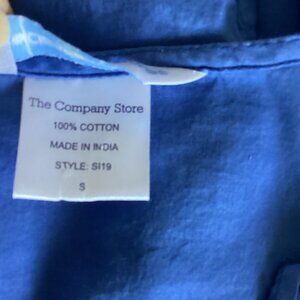 The Company Store
100% COTTON
MADE IN INDIA
STYLE: SI19
S